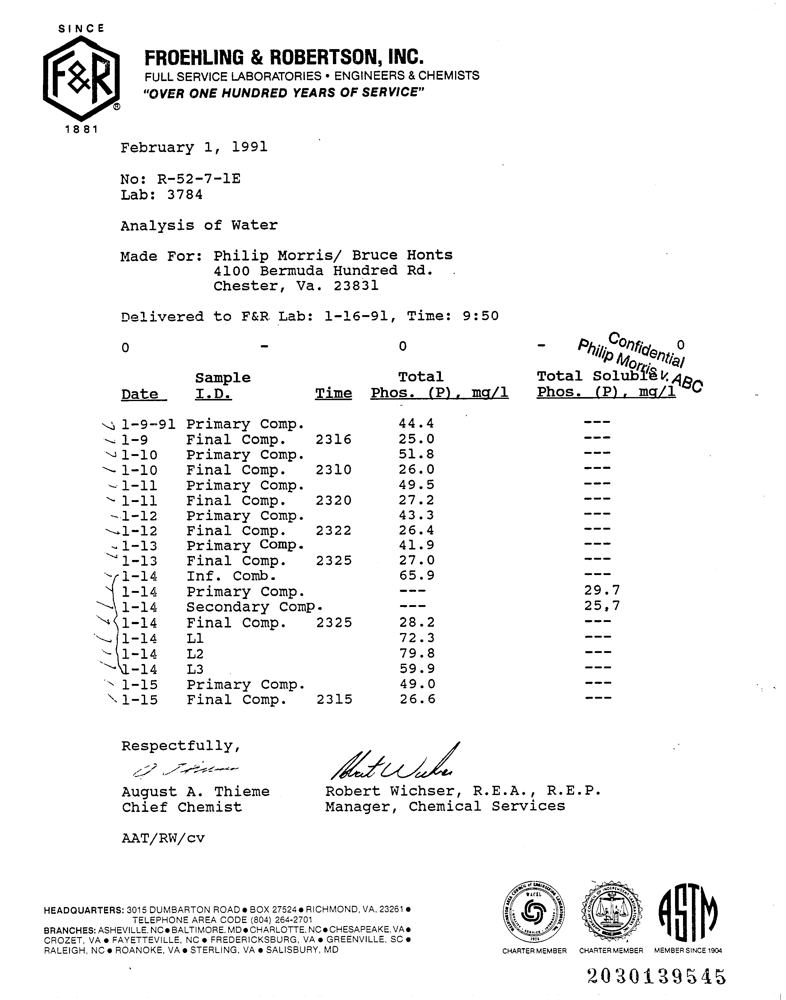 SINCE
F&R®
1881
FROEHLING & ROBERTSON, INC.
FULL SERVICE LABORATORIES • ENGINEERS & CHEMISTS
"OVER ONE HUNDRED YEARS OF SERVICE"
February 1, 1991
No: R-52-7-1E
Lab: 3784
Analysis of Water
Made For: Philip Morris/ Bruce Honts
4100 Bermuda Hundred Rd.
Chester, Va. 23831
Delivered to F&R Lab: 1-16-91, Time: 9:50
0 - 0 - 0
Confidential
Philip Morris v. ABC
Sample Total Total Soluble
Date I.D. Time Phos. (P), mg/l Phos. (P), mg/l
1-9-91 Primary Comp. 44.4 ---
1-9 Final Comp. 2316 25.0 ---
1-10 Primary Comp. 51.8 ---
1-10 Final Comp. 2310 26.0 ---
1-11 Primary Comp. 49.5 ---
1-11 Final Comp. 2320 27.2 ---
1-12 Primary Comp. 43.3 ---
1-12 Final Comp. 2322 26.4 ---
1-13 Primary Comp. 41.9 ---
1-13 Final Comp. 2325 27.0 ---
1-14 Inf. Comb. 65.9 ---
1-14 Primary Comp. --- 29.7
1-14 Secondary Comp. --- 25,7
1-14 Final Comp. 2325 28.2 ---
1-14 L1 72.3 ---
1-14 L2 79.8 ---
1-14 L3 59.9 ---
1-15 Primary Comp. 49.0 ---
1-15 Final Comp. 2315 26.6 ---
Respectfully,
August A. Thieme Robert Wichser, R.E.A., R.E.P.
Chief Chemist Manager, Chemical Services
AAT/RW/cv
HEADQUARTERS: 3015 DUMBARTON ROAD • BOX 27524 • RICHMOND, VA. 23261 •
TELEPHONE AREA CODE (804) 264-2701
BRANCHES: ASHEVILLE, NC • BALTIMORE, MD • CHARLOTTE, NC • CHESAPEAKE, VA •
CROZET, VA • FAYETTEVILLE, NC • FREDERICKSBURG, VA • GREENVILLE, SC •
RALEIGH, NC • ROANOKE, VA • STERLING, VA • SALISBURY, MD
ASTM
CHARTER MEMBER CHARTER MEMBER MEMBER SINCE 1904
2030139545